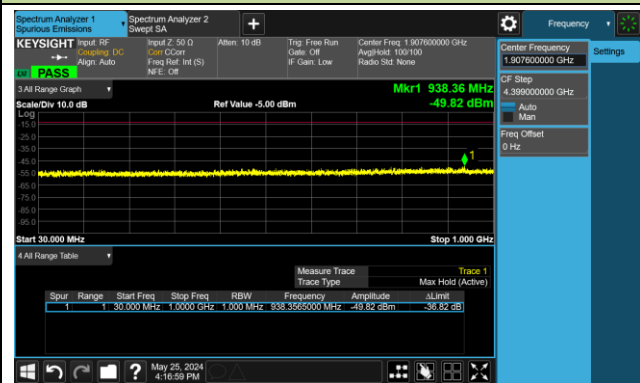 Spectrum Analyzer 1
Spurious Emissions
Spectrum Analyzer 2
Swept SA
Frequency
KEYSIGHT
Input: RF
Coupling: DC
Align: Auto
Input Z: 50 Ω
Corr CCorr
Freq Ref: Int (S)
NFE: Off
Atten: 10 dB
Trig: Free Run
Gate: Off
IF Gain: Low
Center Freq: 1.907600000 GHz
Avg|Hold: 100/100
Radio Std: None
PASS
Center Frequency
1.907600000 GHz
Settings
CF Step
4.399000000 GHz
Auto
Man
Freq Offset
0 Hz
3 All Range Graph
Mkr1 938.36 MHz
Scale/Div 10.0 dB
Ref Value -5.00 dBm
-49.82 dBm
Log
-15.0
-25.0
-35.0
-45.0
-55.0
-65.0
-75.0
-85.0
-95.0
1
Start 30.000 MHz
Stop 1.000 GHz
4 All Range Table
Measure Trace Trace 1
Trace Type Max Hold (Active)
Spur Range Start Freq Stop Freq RBW Frequency Amplitude ΔLimit
1 1 30.000 MHz 1.0000 GHz 1.000 MHz 938.3565000 MHz -49.82 dBm -36.82 dB
?
May 25, 2024
4:16:59 PM